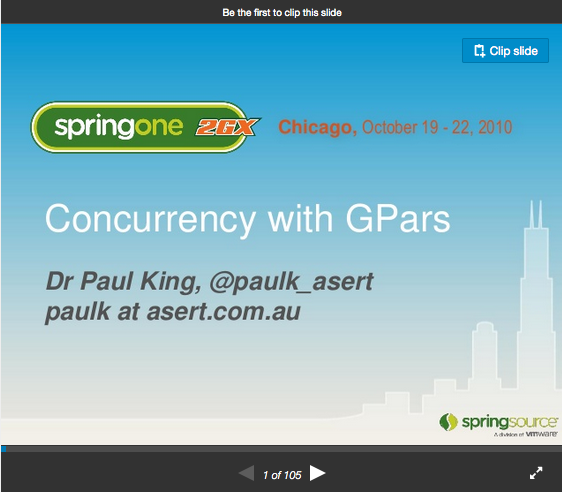 Be the first to clip this slide
Clip slide
springone 2GX
Chicago, October 19 - 22, 2010
Concurrency with GPars
Dr Paul King, @paulk_asert
paulk at asert.com.au
springsource
A division of vmware
1 of 105